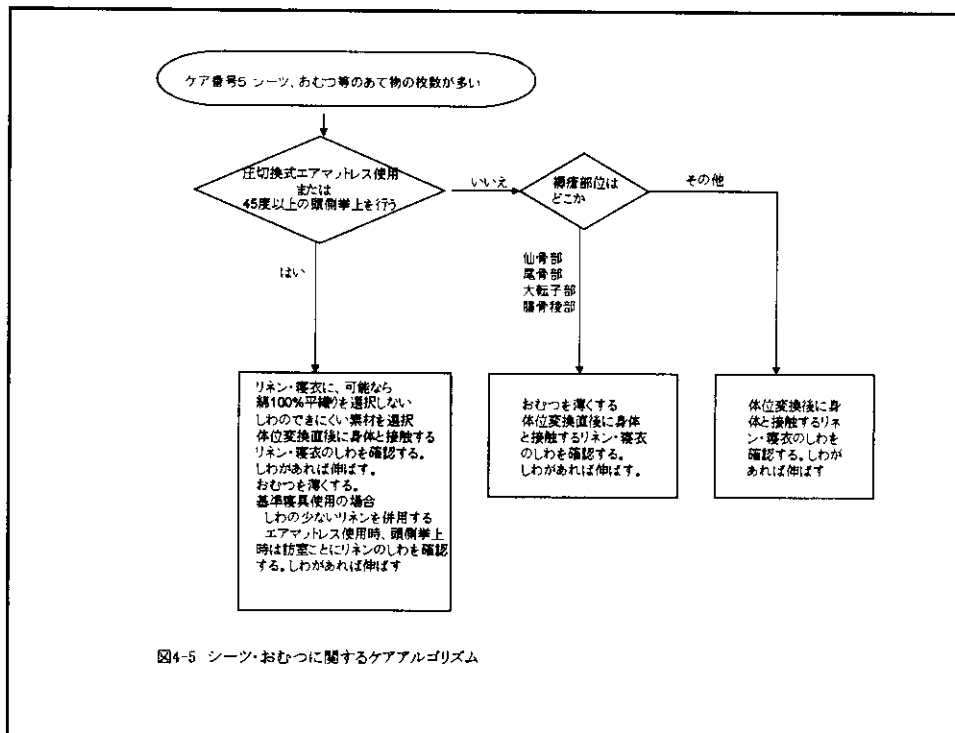 ケア番号5 シーツ、おむつ等のあて物の枚数が多い
圧切換式エアマットレス使用
または
45度以上の頭側挙上を行う
いいえ
褥瘡部位は
どこか
その他
はい
仙骨部
尾骨部
大転子部
腸骨稜部
リネン・寝衣に、可能なら
綿100%平織りを選択しない
しわのできにくい素材を選択
体位変換直後に身体と接触する
リネン・寝衣のしわを確認する。
しわがあれば伸ばす。
おむつを薄くする。
基準寝具使用の場合
しわの少ないリネンを併用する
エアマットレス使用時、頭側挙上
時は訪室ごとにリネンのしわを確認
する。しわがあれば伸ばす
おむつを薄くする
体位変換直後に身体
と接触するリネン・寝衣
のしわを確認する。
しわがあれば伸ばす。
体位変換後に身
体と接触するリネ
ン・寝衣のしわを
確認する。しわが
あれば伸ばす
図4-5 シーツ・おむつに関するケアアルゴリズム